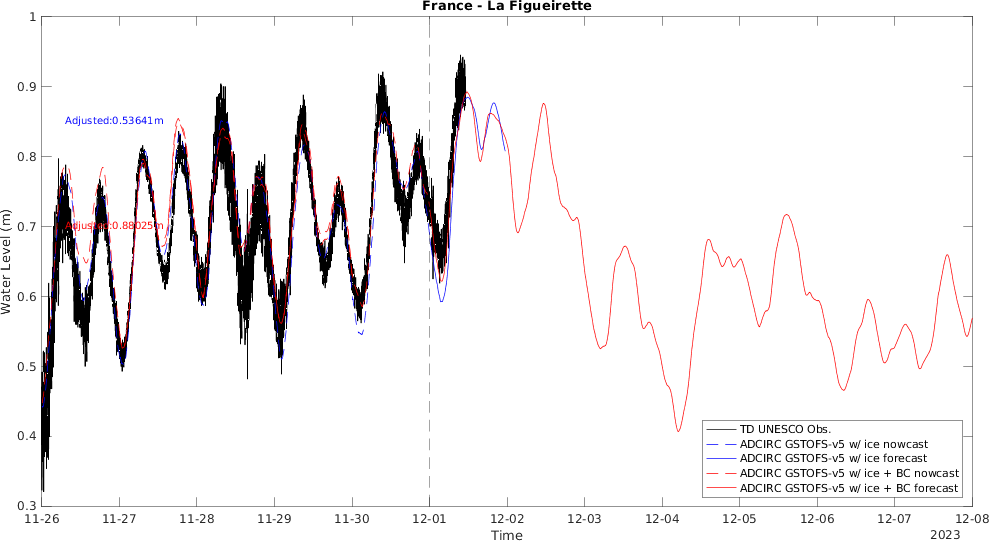 France - La Figueirette
1
0.9
0.8
0.7
0.6
0.5
0.4
0.3
Water Level (m)
Adjusted:0.53641m
Adjusted:0.88025m
TD UNESCO Obs.
ADCIRC GSTOFS-v5 w/ ice nowcast
ADCIRC GSTOFS-v5 w/ ice forecast
ADCIRC GSTOFS-v5 w/ ice + BC nowcast
ADCIRC GSTOFS-v5 w/ ice + BC forecast
11-26 11-27 11-28 11-29 11-30 12-01 12-02 12-03 12-04 12-05 12-06 12-07 12-08
Time
2023